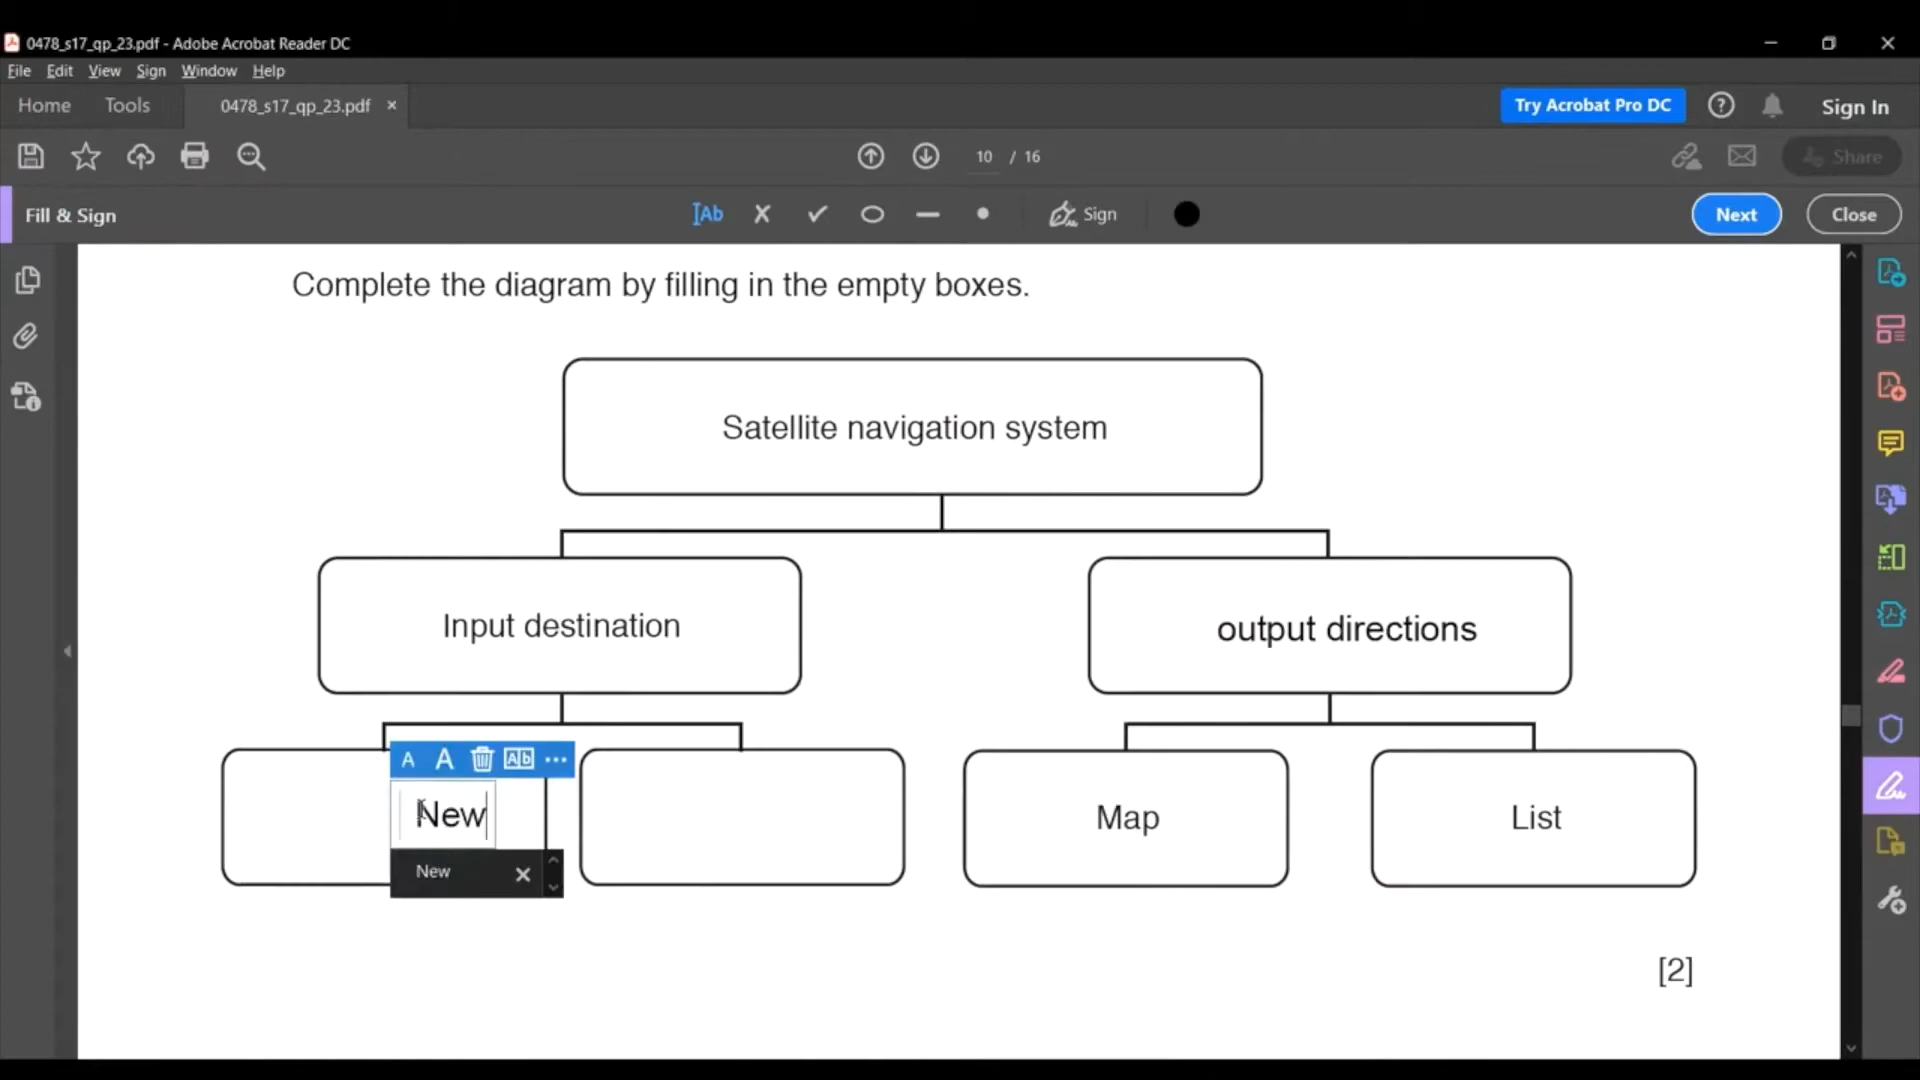 0478_s17_qp_23.pdf - Adobe Acrobat Reader DC
File Edit View Sign Window Help
Home Tools 0478_s17_qp_23.pdf × Try Acrobat Pro DC Sign In
10 / 16 Share
Fill & Sign Ab Sign Next Close
Complete the diagram by filling in the empty boxes.
Satellite navigation system
Input destination output directions
A A Ab ...
New Map List
New
[2]